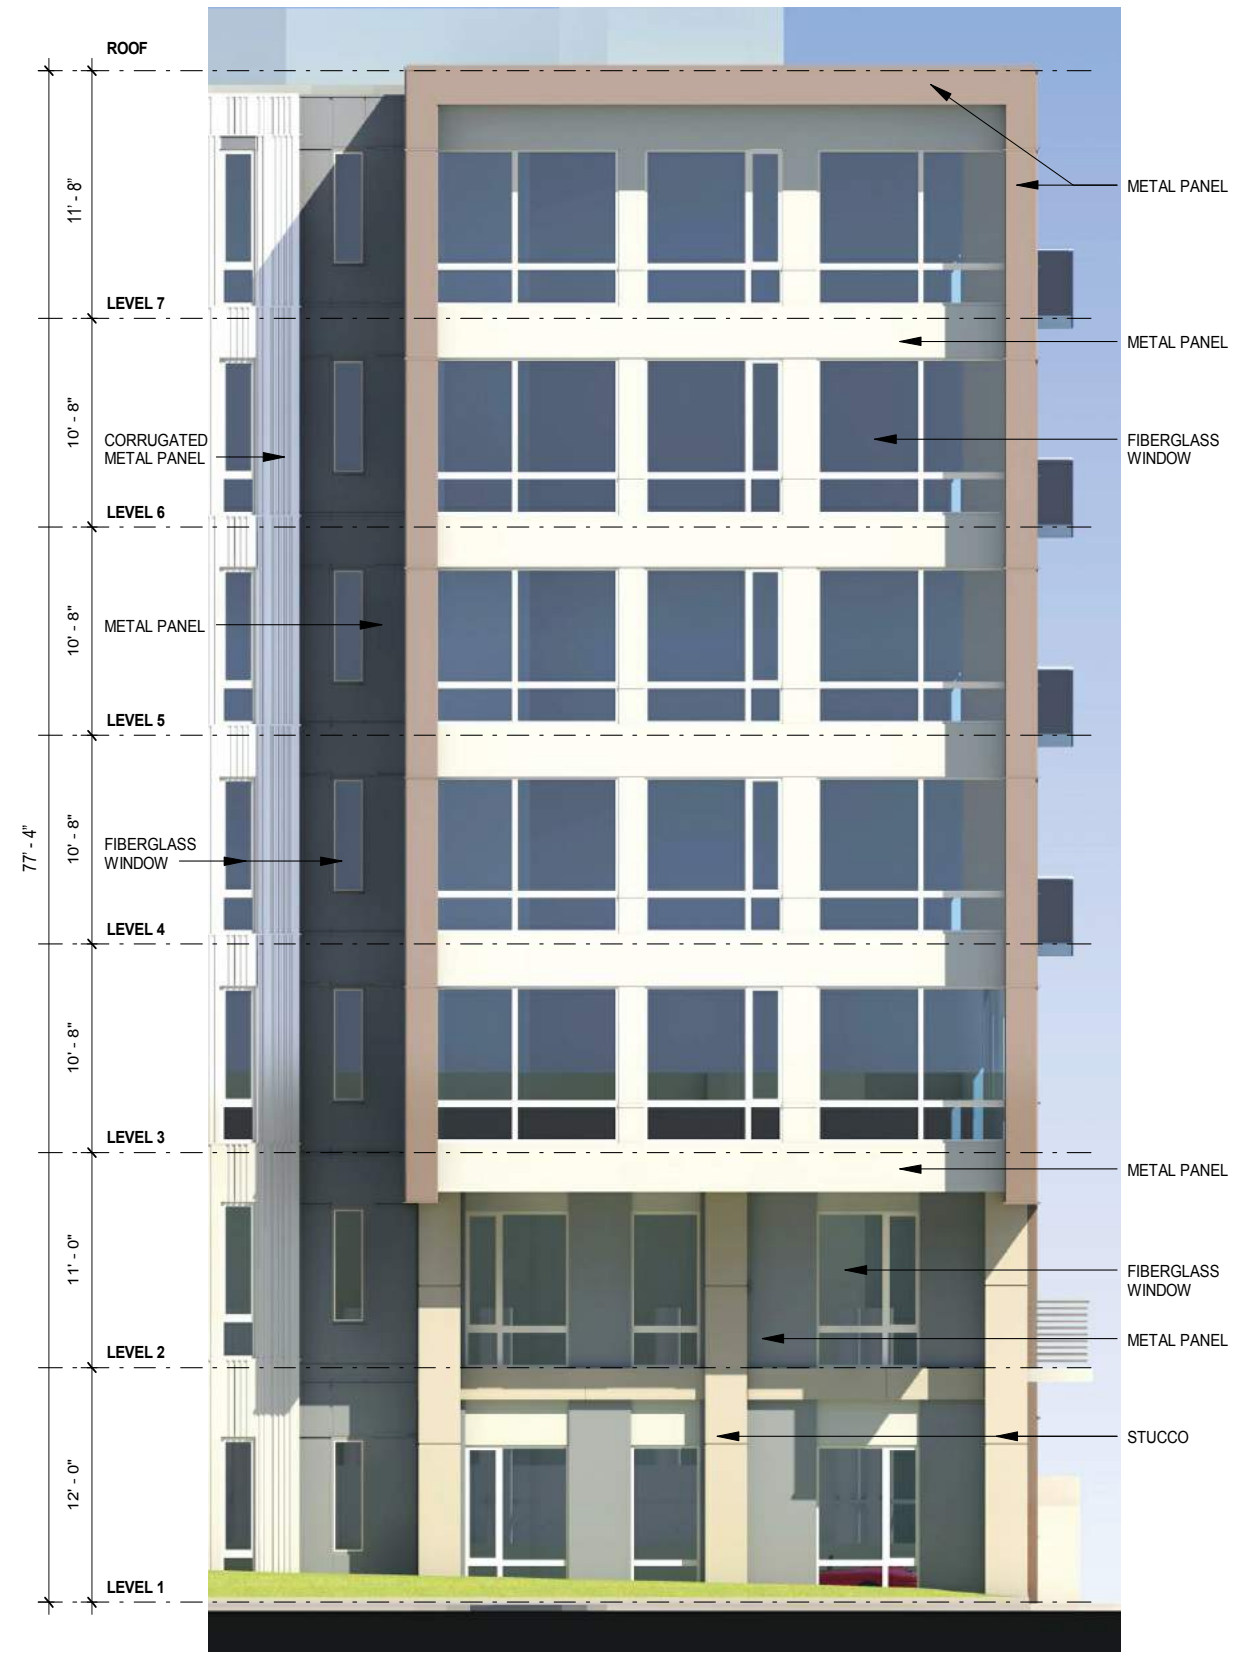 ROOF
11' - 8"
METAL PANEL
LEVEL 7
METAL PANEL
10' - 8"
CORRUGATED
METAL PANEL
FIBERGLASS
WINDOW
LEVEL 6
10' - 8"
METAL PANEL
LEVEL 5
77' - 4"
10' - 8"
FIBERGLASS
WINDOW
LEVEL 4
10' - 8"
LEVEL 3
METAL PANEL
11' - 0"
FIBERGLASS
WINDOW
METAL PANEL
LEVEL 2
STUCCO
12' - 0"
LEVEL 1